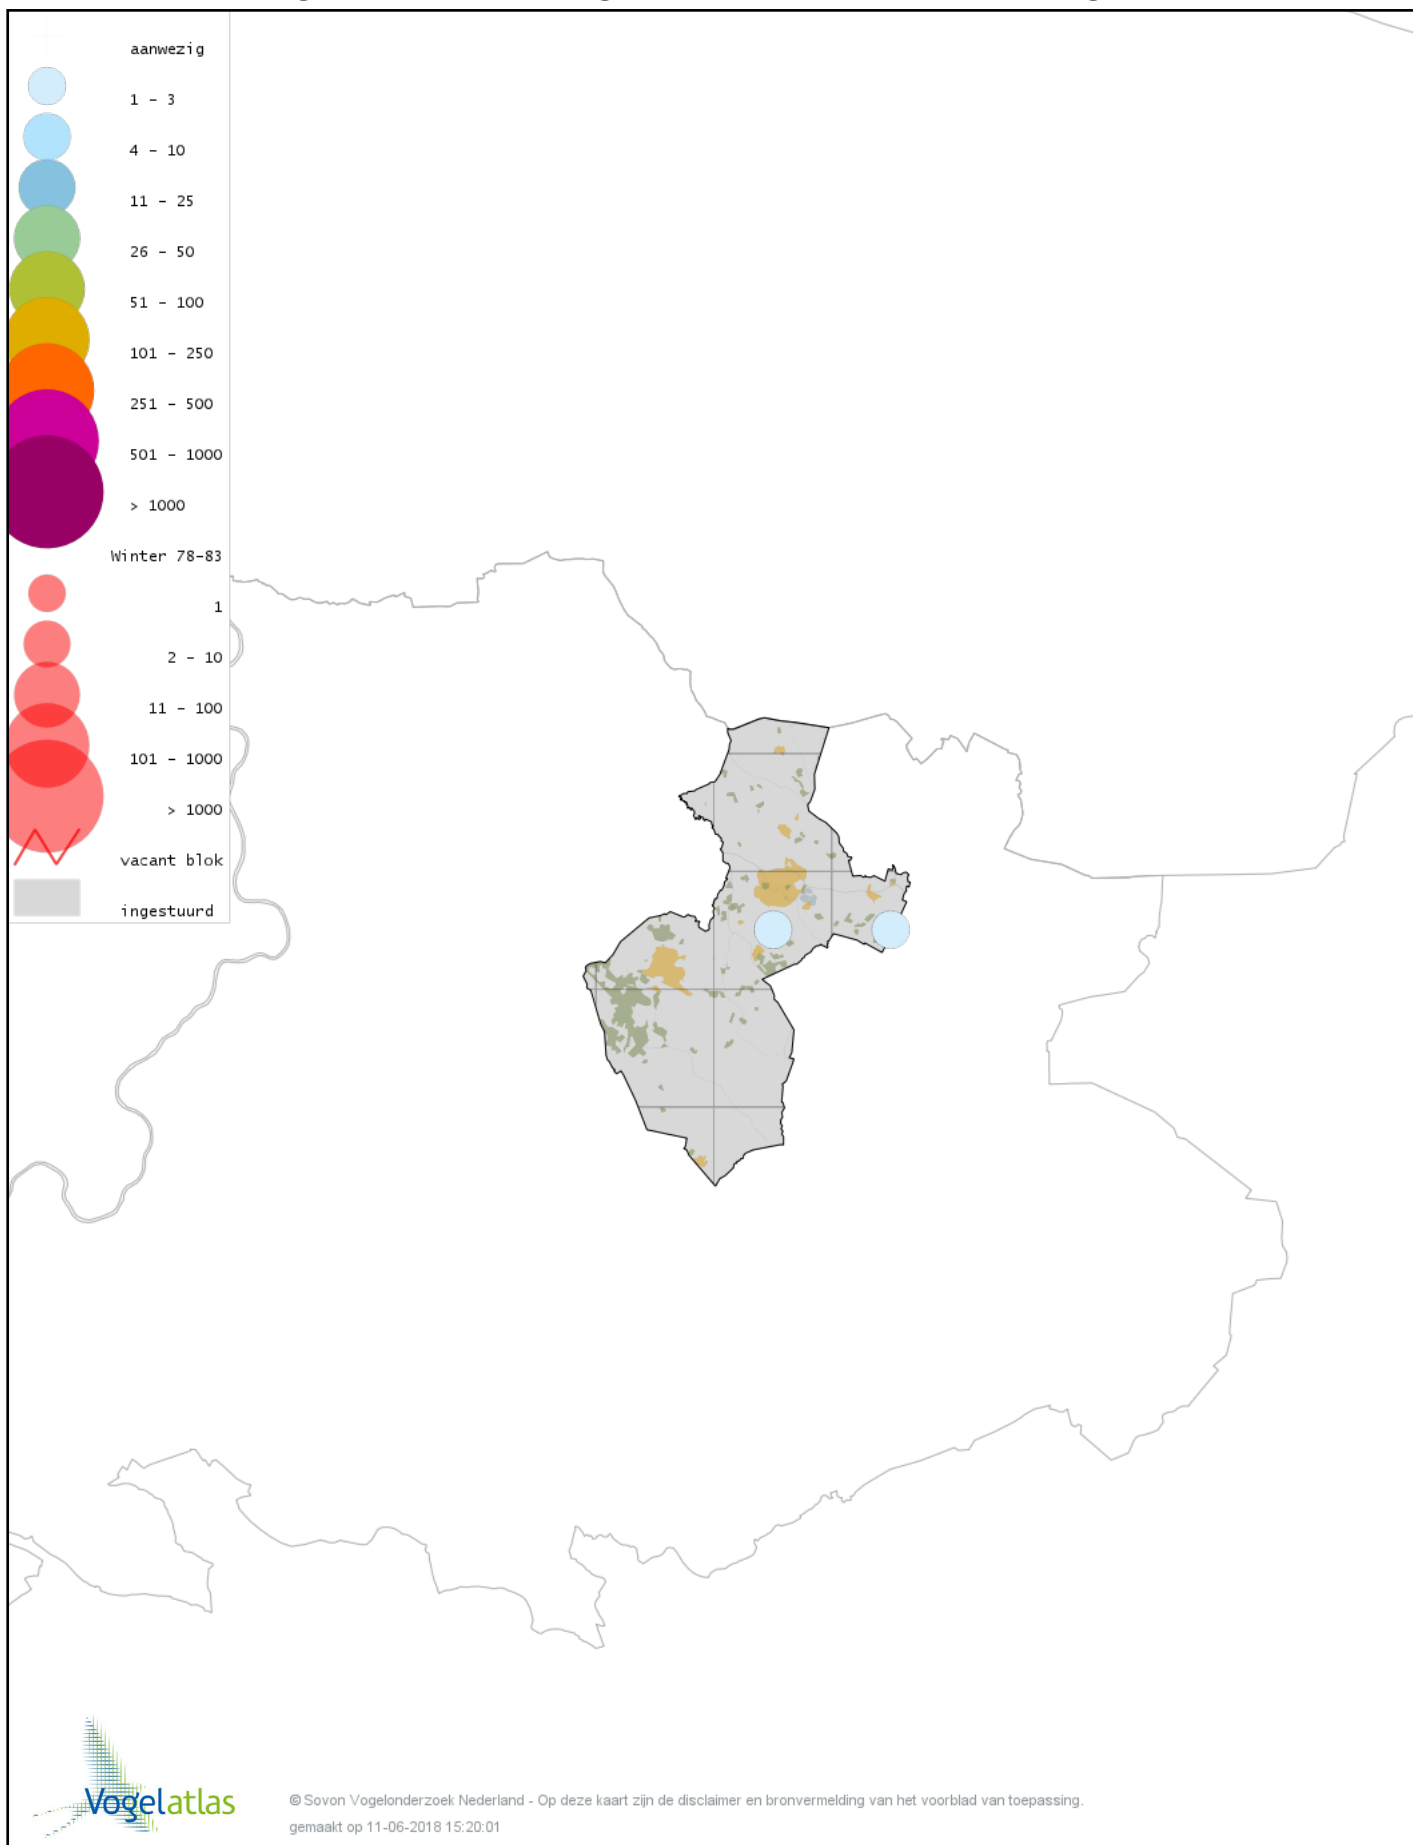 aanwezig
1 – 3
4 – 10
11 – 25
26 – 50
51 – 100
101 – 250
251 – 500
501 – 1000
> 1000
Winter 78–83
1
2 – 10
11 – 100
101 – 1000
> 1000
vacant blok
ingestuurd
Vogelatlas
© Sovon Vogelonderzoek Nederland - Op deze kaart zijn de disclaimer en bronvermelding van het voorblad van toepassing.
gemaakt op 11-06-2018 15:20:01